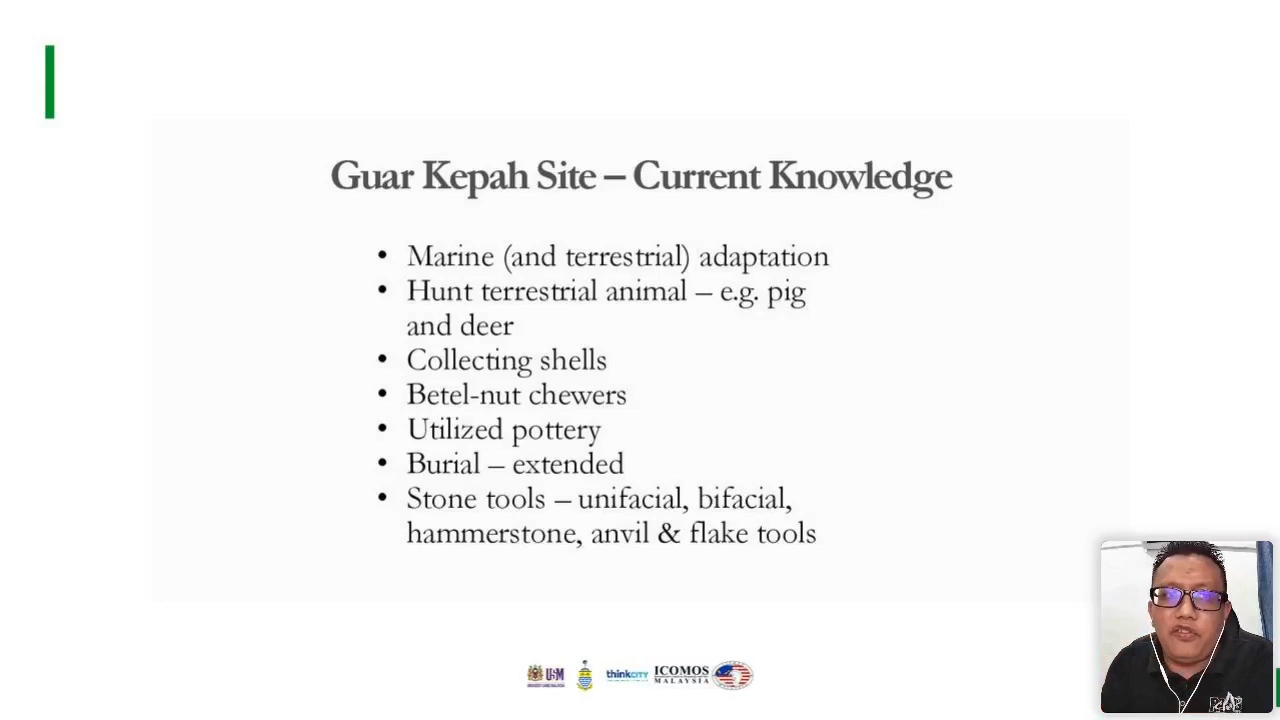 Guar Kepah Site – Current Knowledge
• Marine (and terrestrial) adaptation
• Hunt terrestrial animal – e.g. pig
and deer
• Collecting shells
• Betel-nut chewers
• Utilized pottery
• Burial – extended
• Stone tools – unifacial, bifacial,
hammerstone, anvil & flake tools
USM
thinkCITY
ICOMOS
MALAYSIA